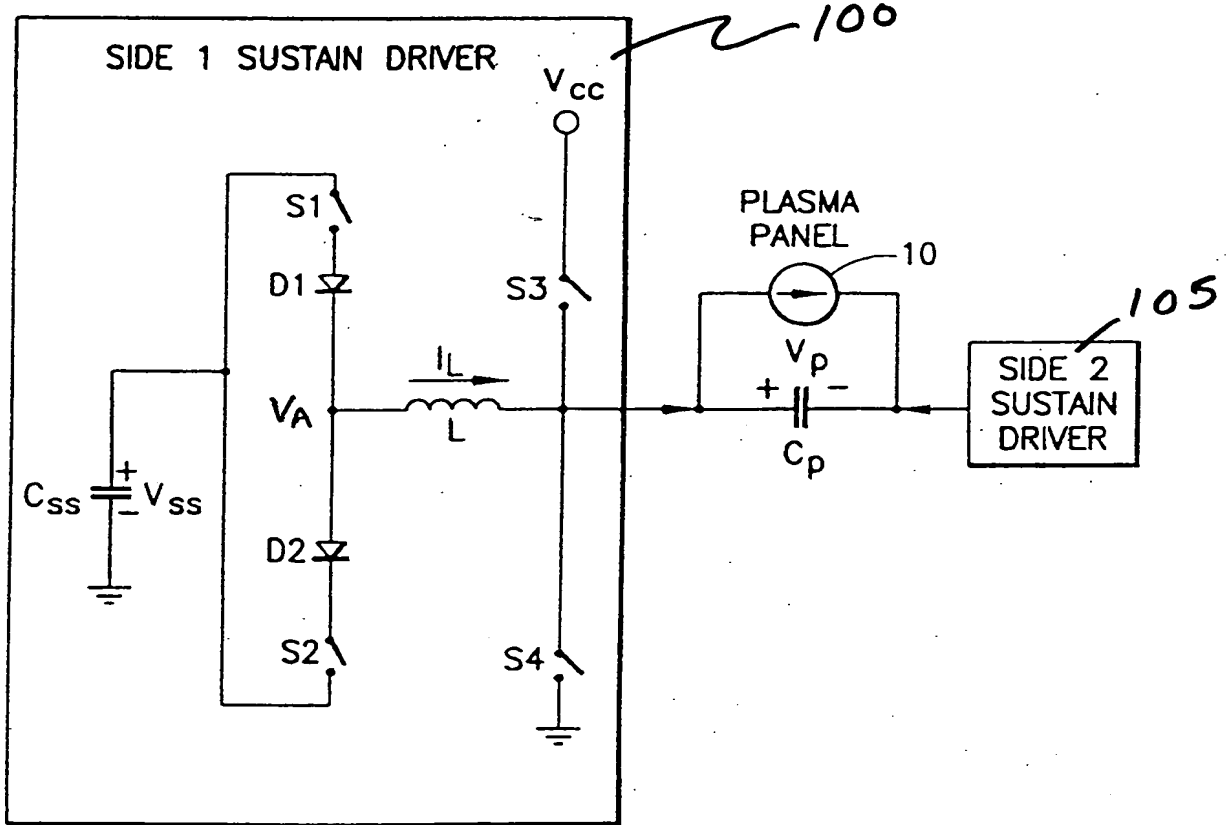 100
SIDE 1 SUSTAIN DRIVER
Vcc
S1
PLASMA
PANEL
10
D1
S3
105
IL
Vp
SIDE 2
SUSTAIN
DRIVER
VA
L
+ -
Cp
Css
+
-
Vss
D2
S2
S4